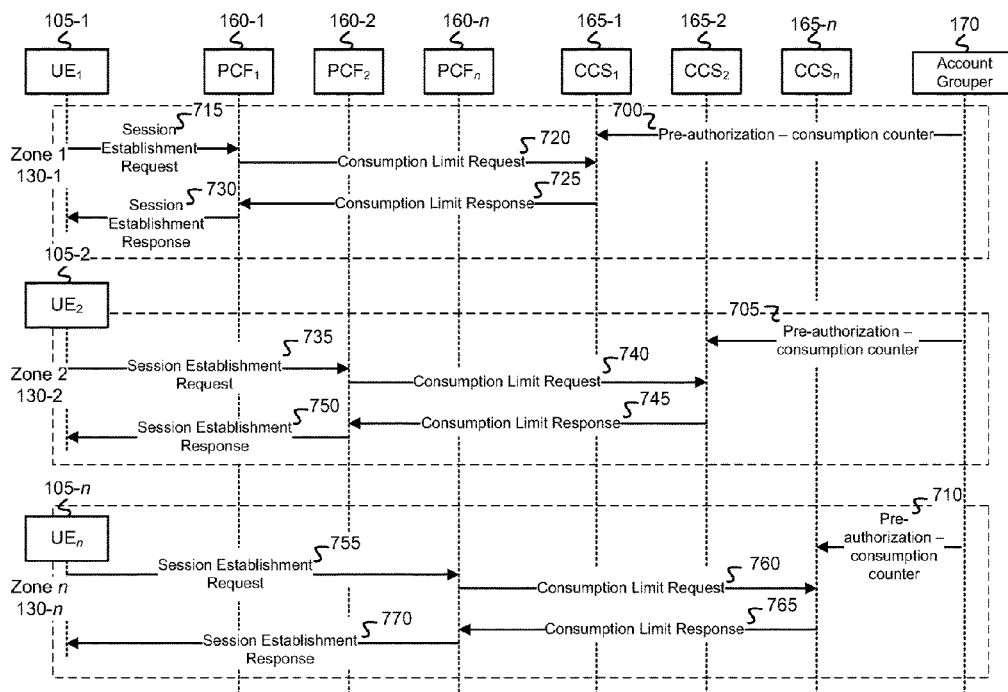 105-1 160-1 160-2 160-n 165-1 165-2 165-n 170
UE1 PCF1 PCF2 PCFn CCS1 CCS2 CCSn Account
Grouper
715 700
Session Pre-authorization – consumption counter
Establishment
Request
720
Consumption Limit Request
Zone 1
130-1
725
Consumption Limit Response
730
Session
Establishment
Response
105-2
UE2
705
Pre-authorization –
consumption counter
735
Session Establishment
Request
740
Consumption Limit Request
Zone 2
130-2
745
Consumption Limit Response
750
Session Establishment
Response
105-n
UEn
710
Pre-
authorization –
consumption
counter
755
Session Establishment
Request
760
Consumption Limit Request
Zone n
130-n
765
Consumption Limit Response
770
Session Establishment
Response